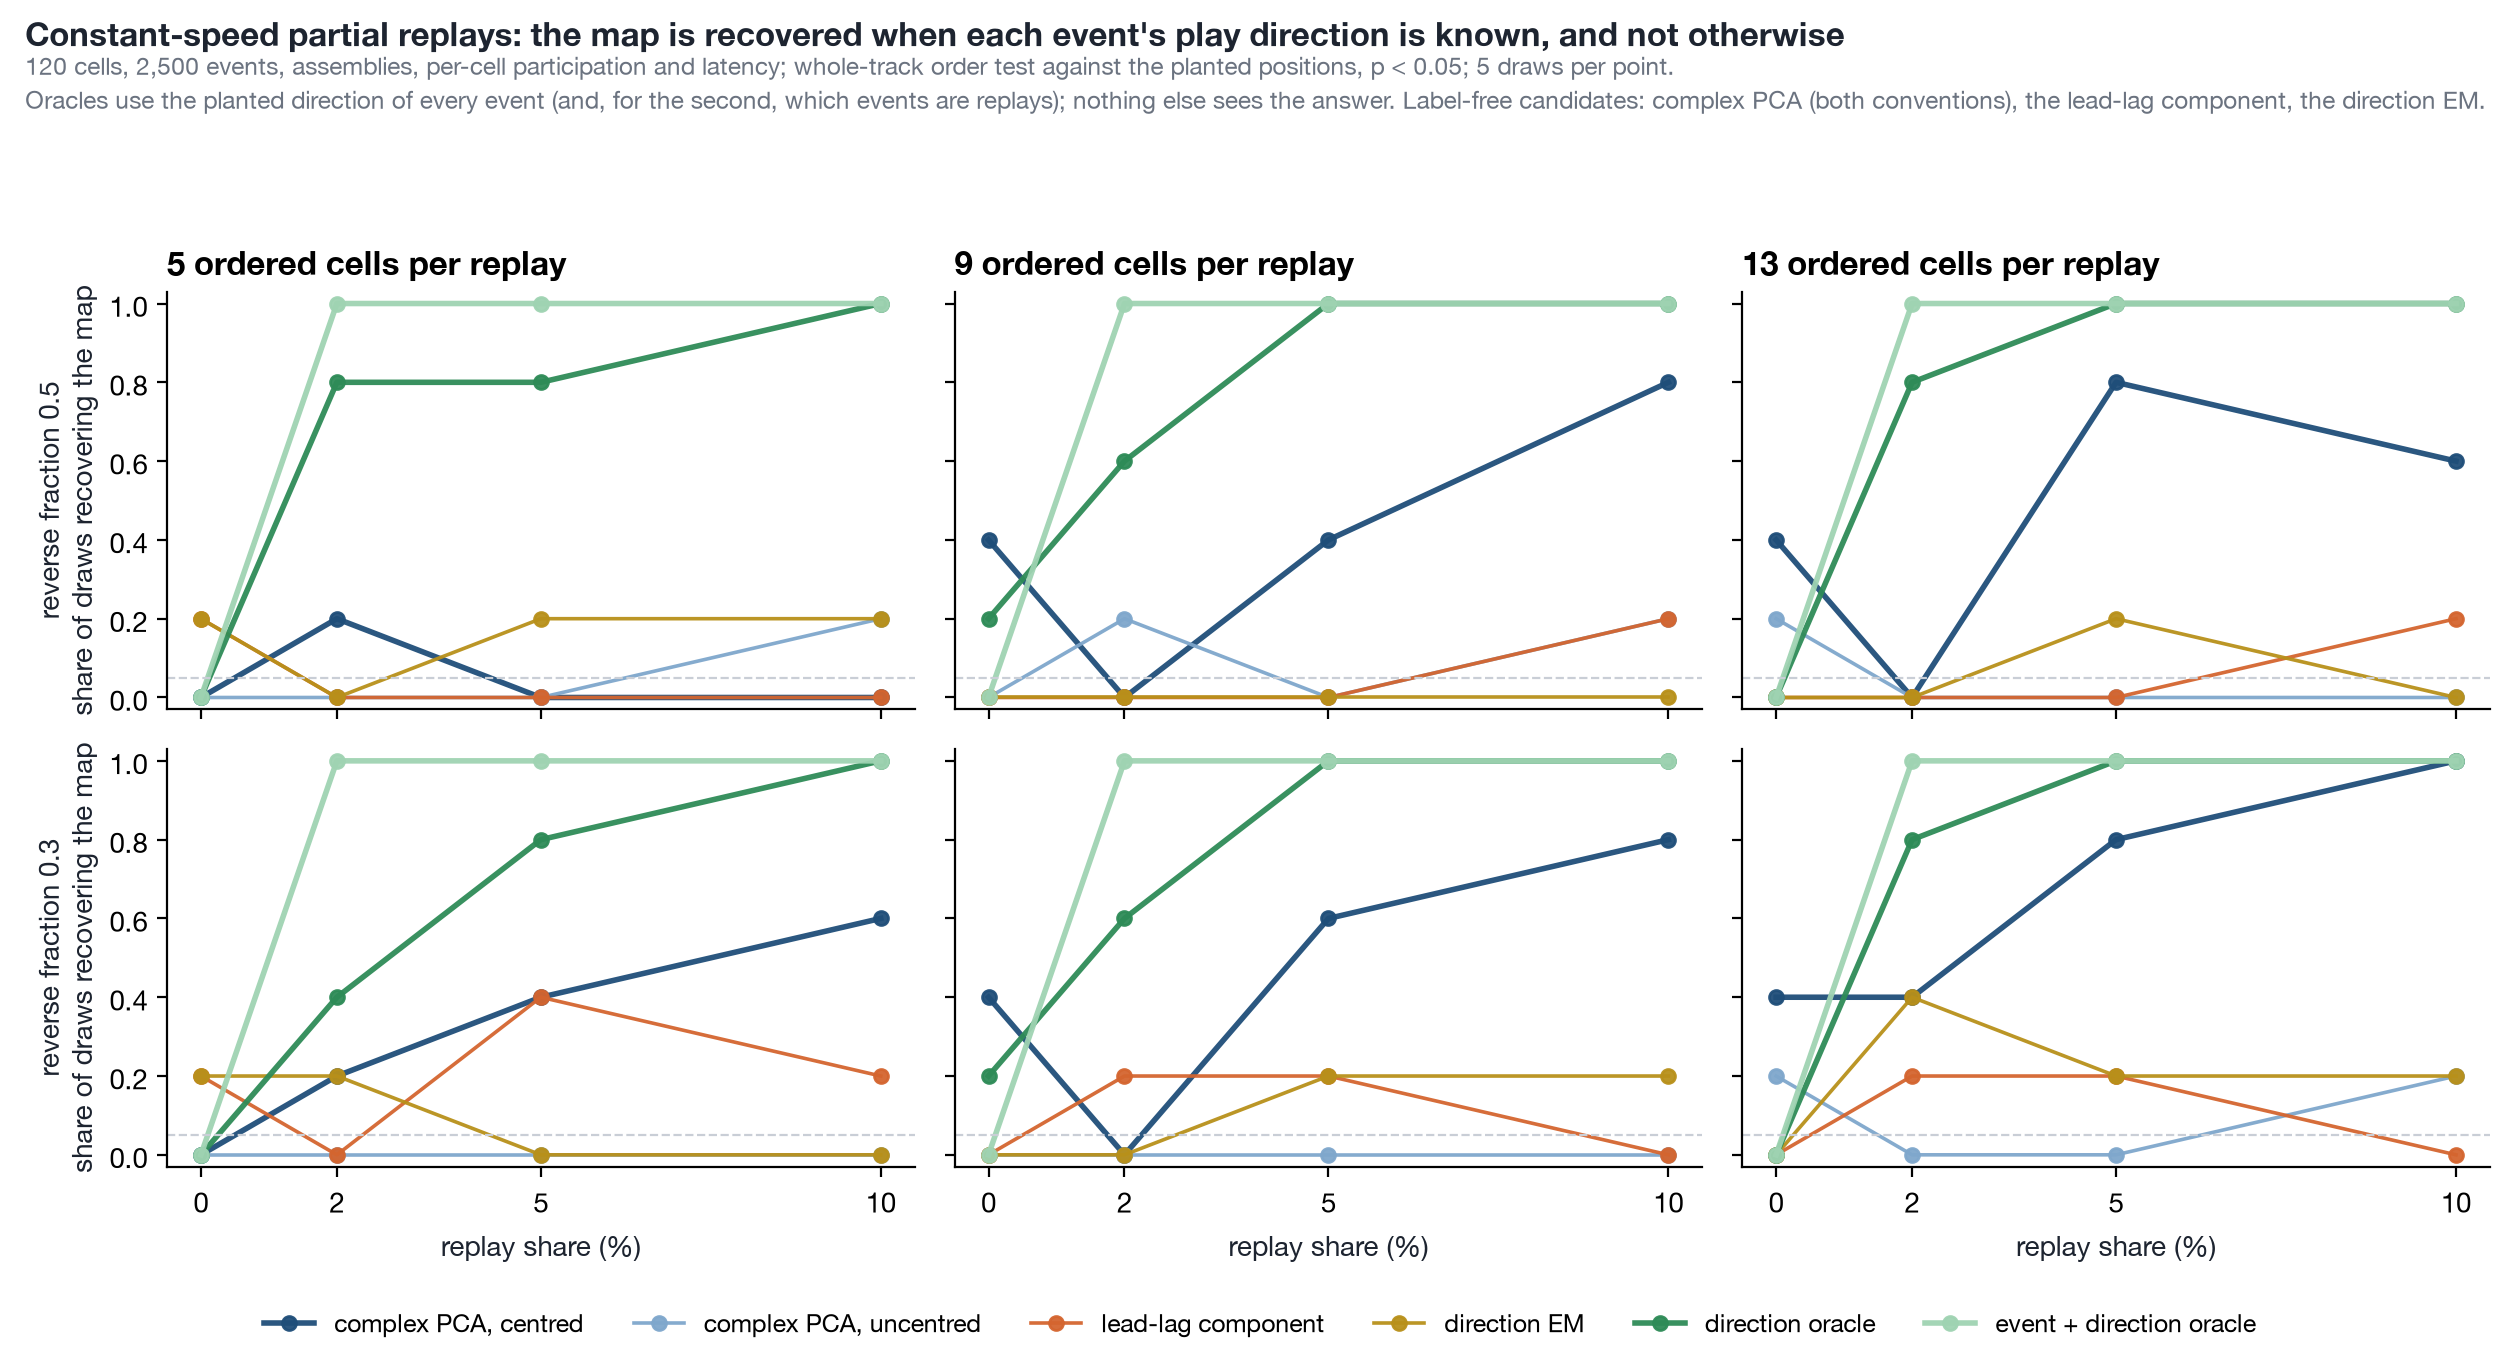 Constant-speed partial replays: the map is recovered when each event's play direction is known, and not otherwise
120 cells, 2,500 events, assemblies, per-cell participation and latency; whole-track order test against the planted positions, p < 0.05; 5 draws per point.
Oracles use the planted direction of every event (and, for the second, which events are replays); nothing else sees the answer. Label-free candidates: complex PCA (both conventions), the lead-lag component, the direction EM.
5 ordered cells per replay
9 ordered cells per replay
13 ordered cells per replay
reverse fraction 0.5
share of draws recovering the map
1.0
0.8
0.6
0.4
0.2
0.0
reverse fraction 0.3
share of draws recovering the map
1.0
0.8
0.6
0.4
0.2
0.0
0 2 5 10
0 2 5 10
0 2 5 10
replay share (%)
replay share (%)
replay share (%)
complex PCA, centred
complex PCA, uncentred
lead-lag component
direction EM
direction oracle
event + direction oracle